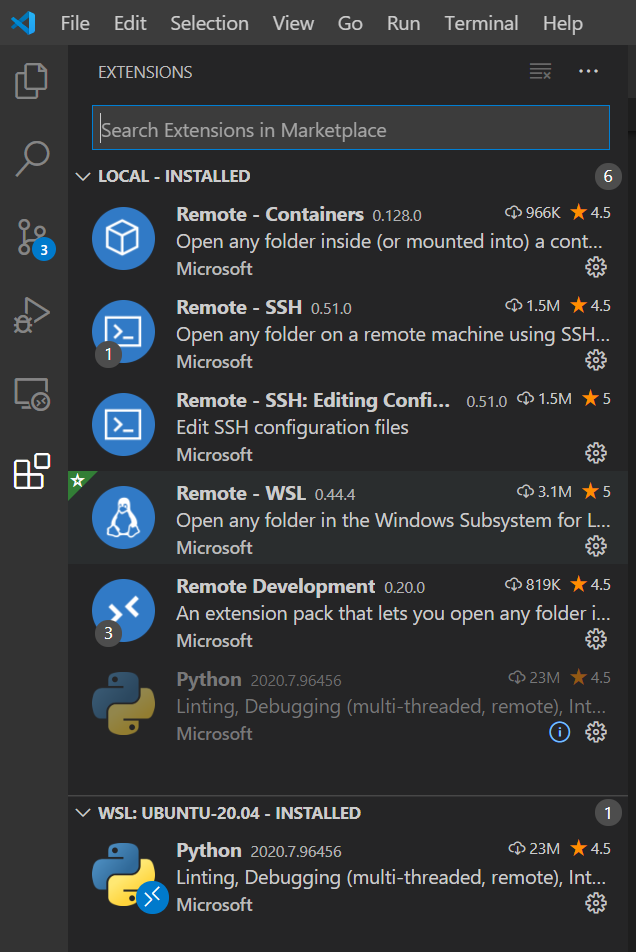 File Edit Selection View Go Run Terminal Help
EXTENSIONS
Search Extensions in Marketplace
LOCAL - INSTALLED 6
Remote - Containers 0.128.0 966K 4.5
Open any folder inside (or mounted into) a cont...
Microsoft
Remote - SSH 0.51.0 1.5M 4.5
Open any folder on a remote machine using SSH...
1
Microsoft
Remote - SSH: Editing Confi... 0.51.0 1.5M 5
Edit SSH configuration files
Microsoft
Remote - WSL 0.44.4 3.1M 5
Open any folder in the Windows Subsystem for L...
Microsoft
Remote Development 0.20.0 819K 4.5
An extension pack that lets you open any folder i...
3
Microsoft
Python 2020.7.96456 23M 4.5
Linting, Debugging (multi-threaded, remote), Int...
Microsoft
WSL: UBUNTU-20.04 - INSTALLED 1
Python 2020.7.96456 23M 4.5
Linting, Debugging (multi-threaded, remote), Int...
Microsoft
3